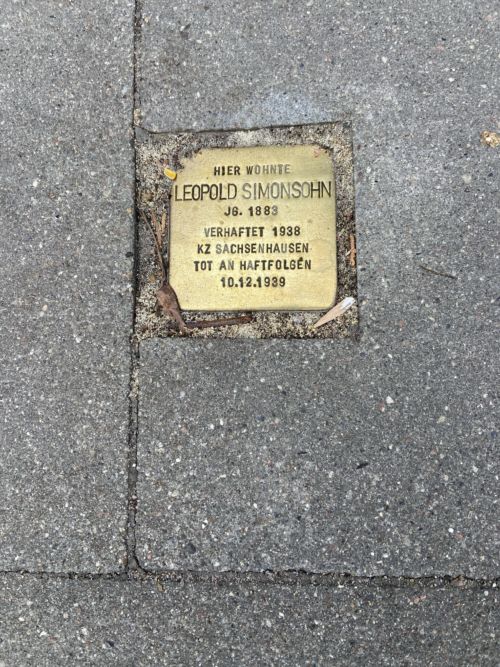 HIER WOHNTE
LEOPOLD SIMONSOHN
JG. 1883
VERHAFTET 1938
KZ SACHSENHAUSEN
TOT AN HAFTFOLGEN
10.12.1939